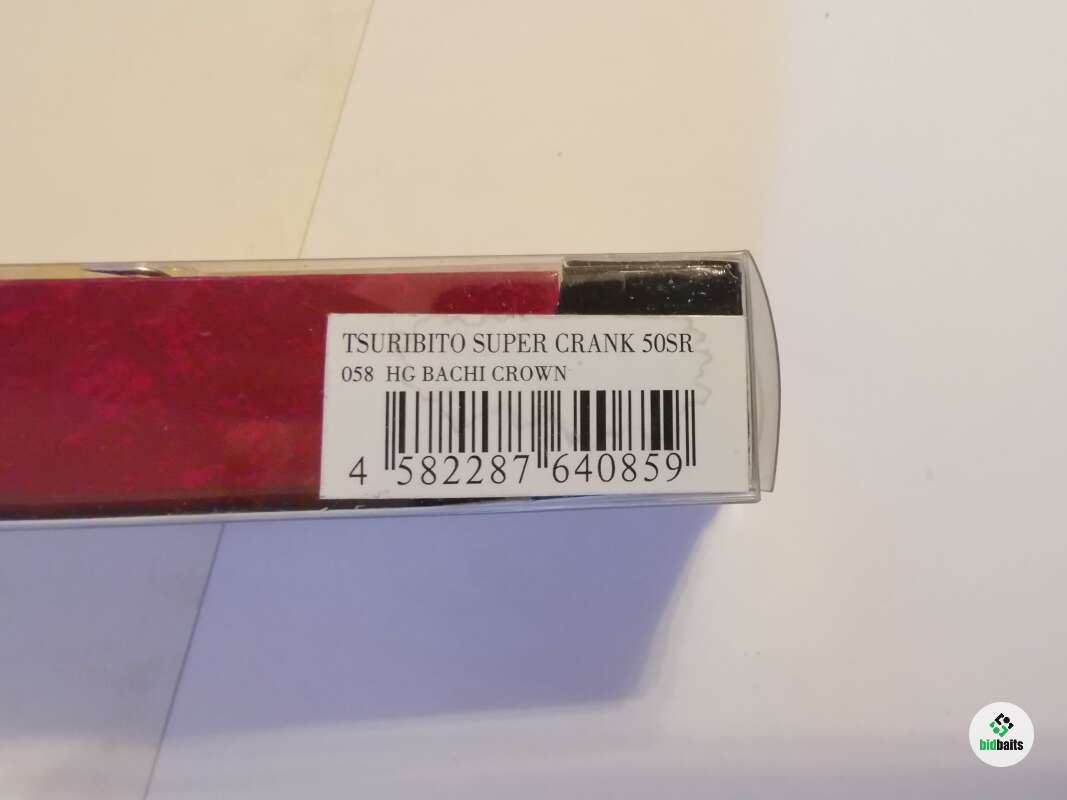 TSURIBITO SUPER CRANK 50SR
058 HG BACHI CROWN
4 582287 640859
bidbaits